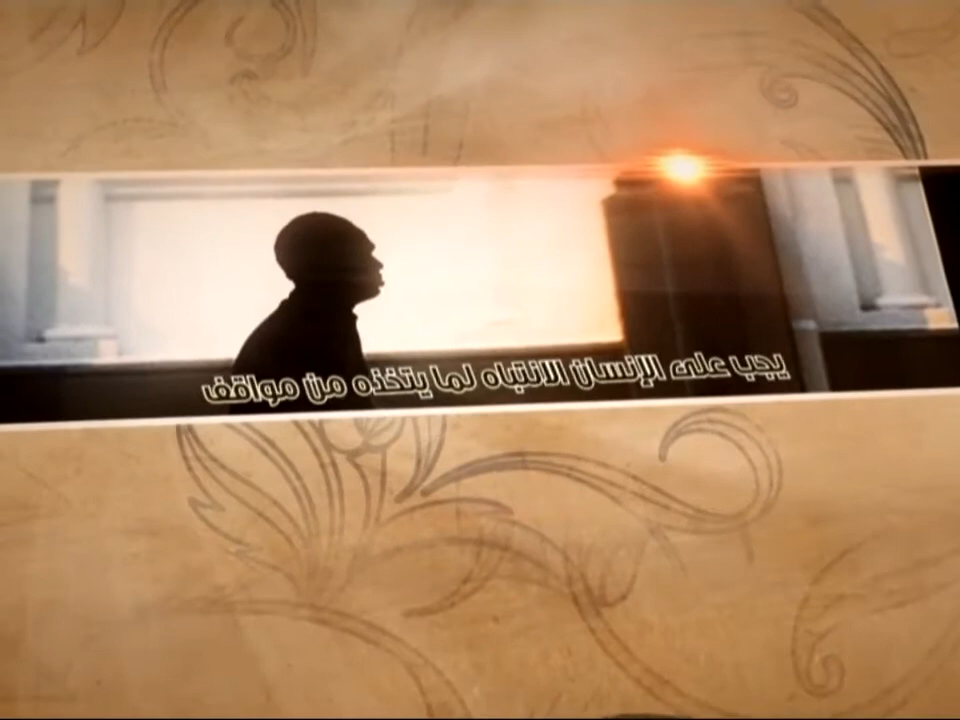 يجب على الإنسان الانتباه لما يتخذه من مواقف